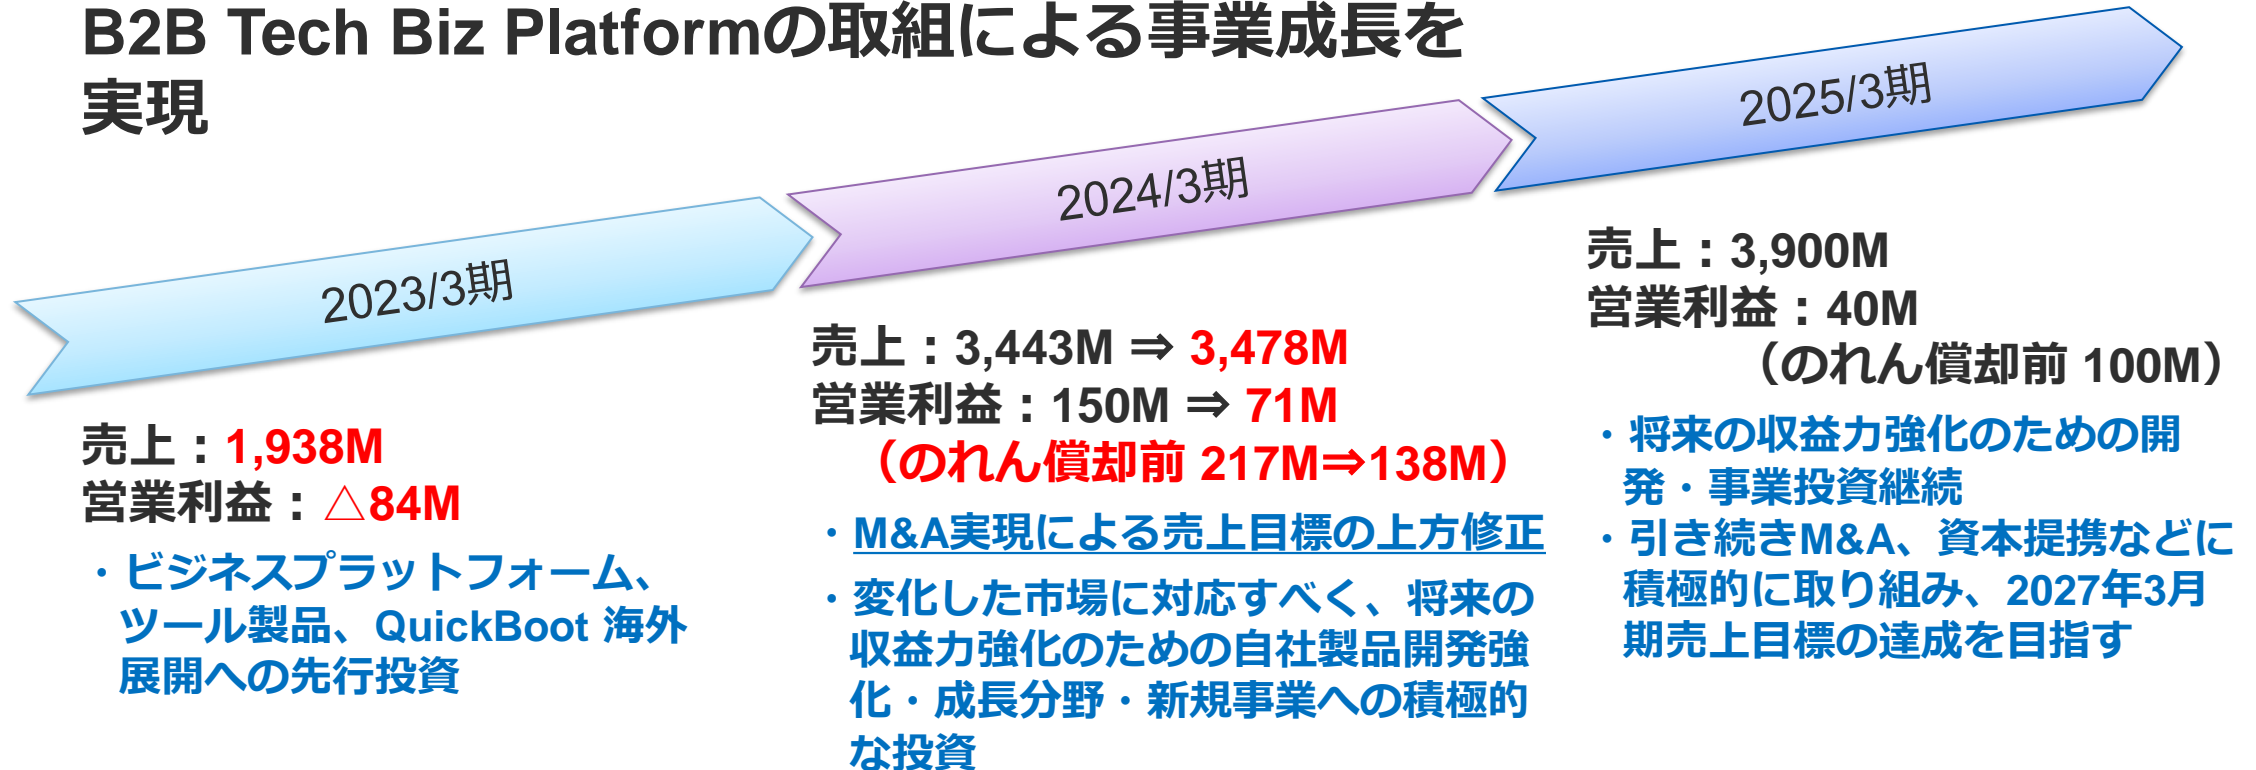 B2B Tech Biz Platformの取組による事業成長を
実現
2023/3期
売上：1,938M
営業利益：△84M
・ビジネスプラットフォーム、
ツール製品、QuickBoot 海外
展開への先行投資
2024/3期
売上：3,443M ⇒ 3,478M
営業利益：150M ⇒ 71M
（のれん償却前 217M⇒138M）
・M&A実現による売上目標の上方修正
・変化した市場に対応すべく、将来の
収益力強化のための自社製品開発強
化・成長分野・新規事業への積極的
な投資
2025/3期
売上：3,900M
営業利益：40M
（のれん償却前 100M）
・将来の収益力強化のための開
発・事業投資継続
・引き続きM&A、資本提携などに
積極的に取り組み、2027年3月
期売上目標の達成を目指す